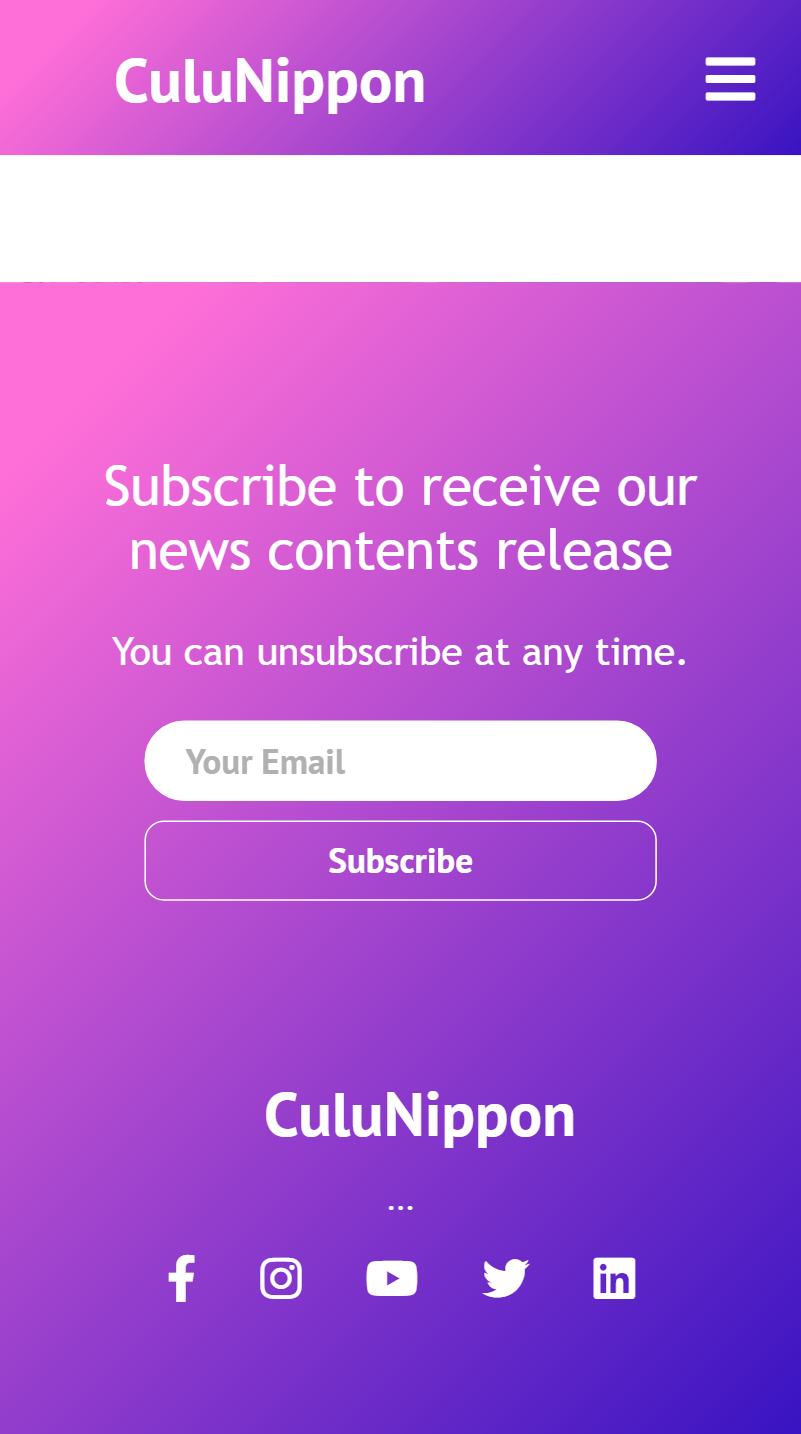 CuluNippon
Subscribe to receive our
news contents release
You can unsubscribe at any time.
Your Email
Subscribe
CuluNippon
...